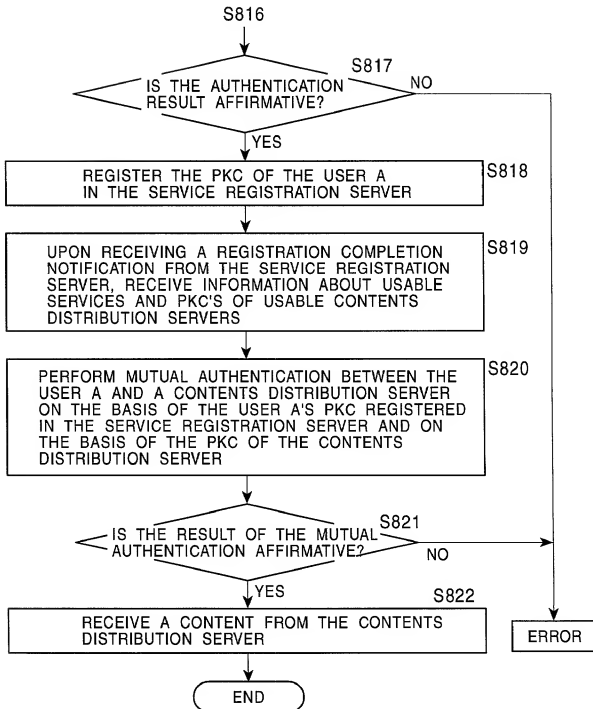 S816
S817
IS THE AUTHENTICATION
RESULT AFFIRMATIVE?
NO
YES
REGISTER THE PKC OF THE USER A
IN THE SERVICE REGISTRATION SERVER
S818
UPON RECEIVING A REGISTRATION COMPLETION
NOTIFICATION FROM THE SERVICE REGISTRATION
SERVER, RECEIVE INFORMATION ABOUT USABLE
SERVICES AND PKC'S OF USABLE CONTENTS
DISTRIBUTION SERVERS
S819
PERFORM MUTUAL AUTHENTICATION BETWEEN THE
USER A AND A CONTENTS DISTRIBUTION SERVER
ON THE BASIS OF THE USER A'S PKC REGISTERED
IN THE SERVICE REGISTRATION SERVER AND ON
THE BASIS OF THE PKC OF THE CONTENTS
DISTRIBUTION SERVER
S820
S821
IS THE RESULT OF THE MUTUAL
AUTHENTICATION AFFIRMATIVE?
NO
YES
S822
RECEIVE A CONTENT FROM THE CONTENTS
DISTRIBUTION SERVER
ERROR
END